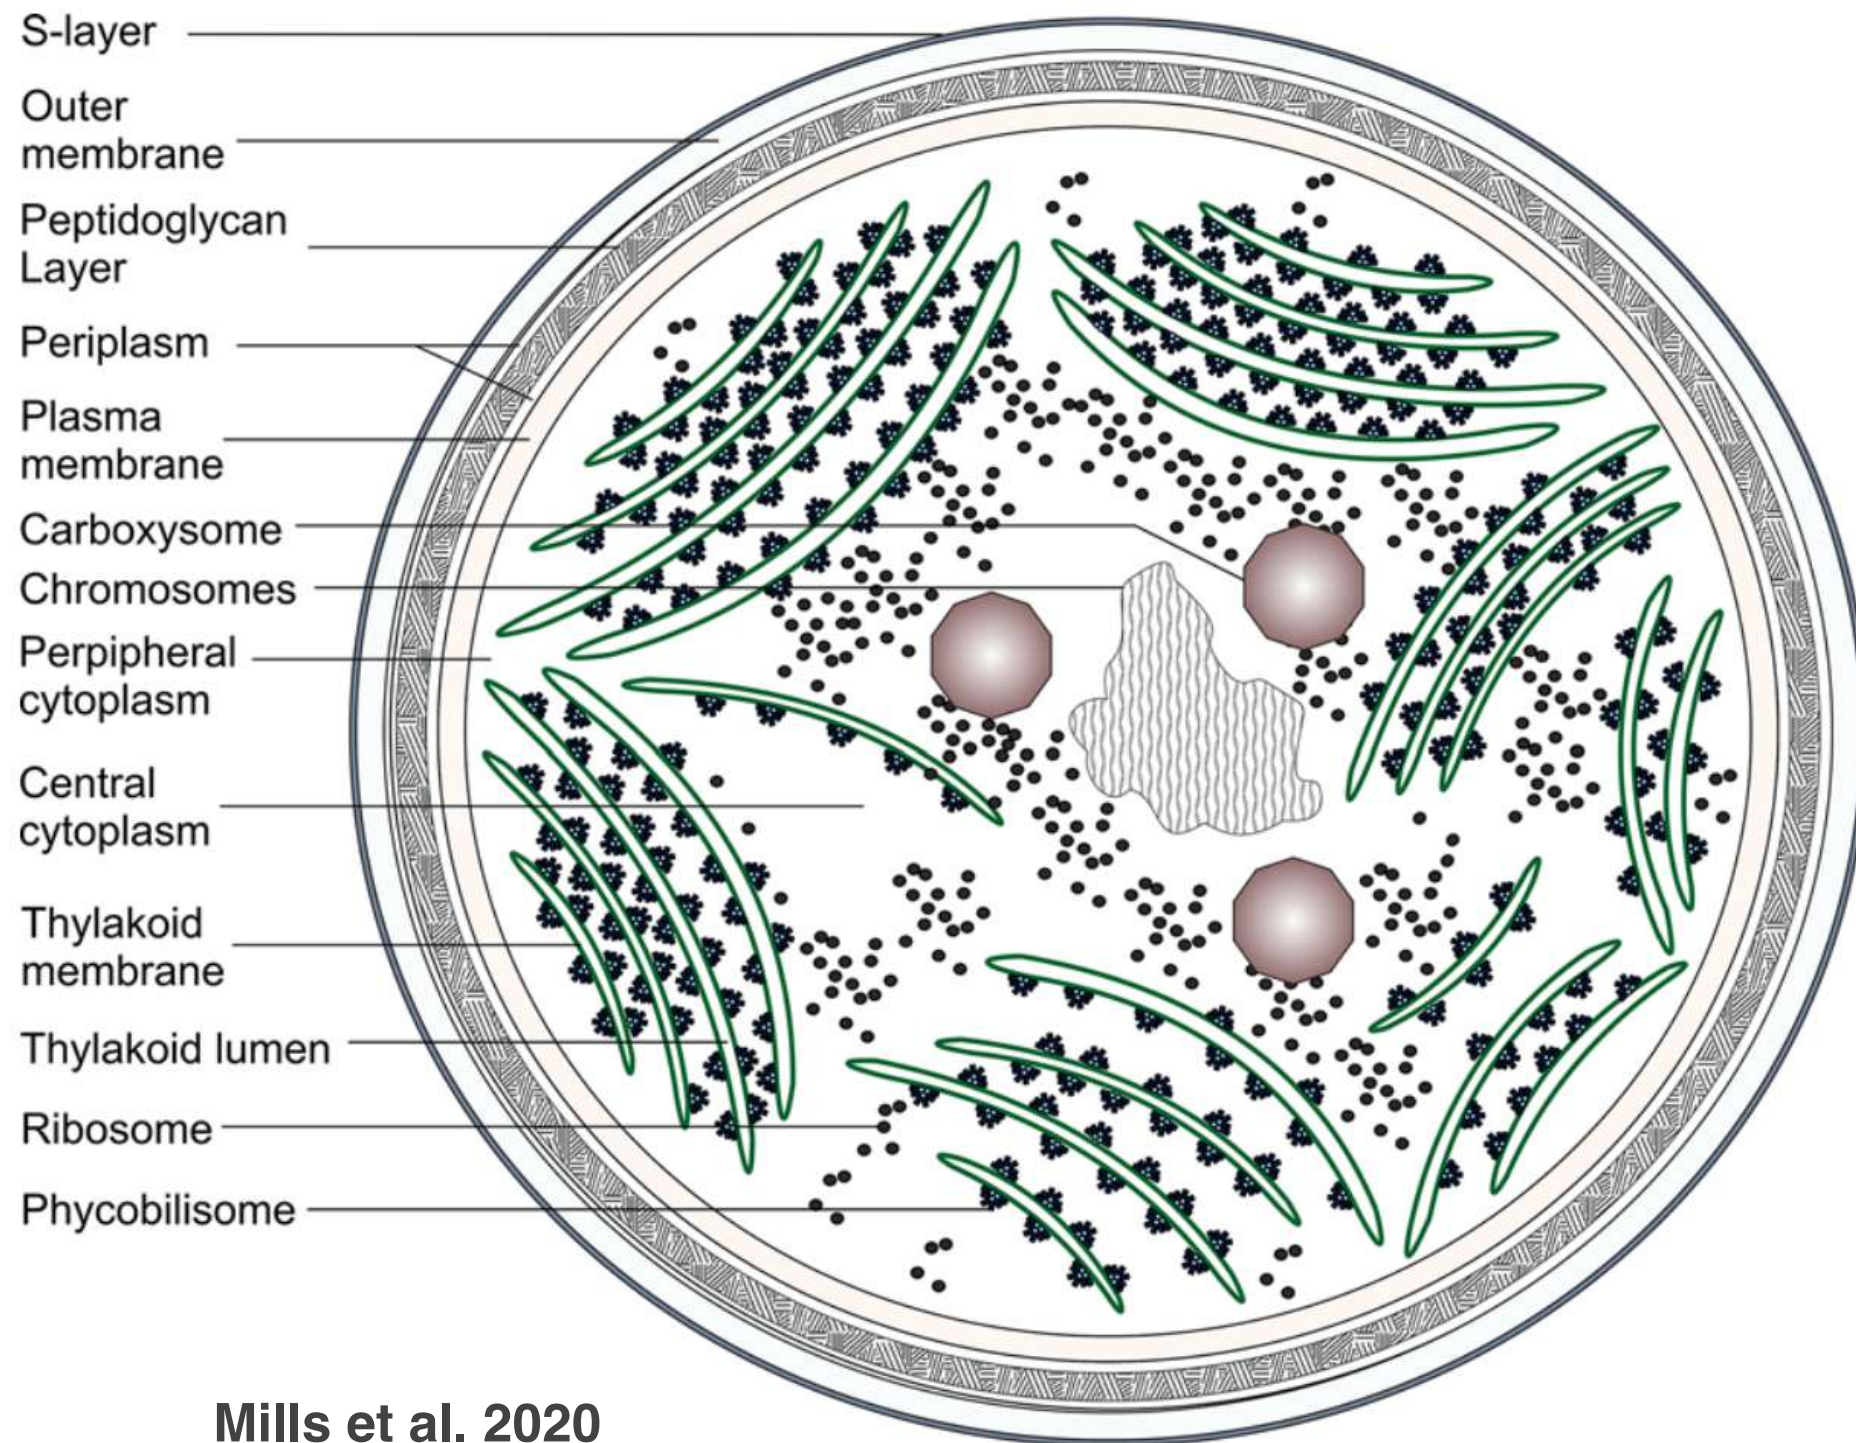 S-layer
Outer
membrane
Peptidoglycan
Layer
Periplasm
Plasma
membrane
Carboxysome
Chromosomes
Perpipheral
cytoplasm
Central
cytoplasm
Thylakoid
membrane
Thylakoid lumen
Ribosome
Phycobilisome
Mills et al. 2020